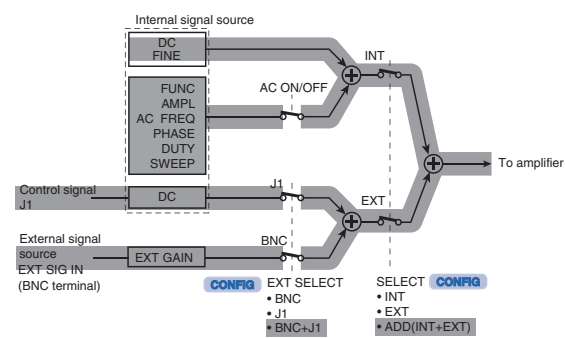 Internal signal source
DC
FINE
INT
FUNC
AMPL
AC FREQ
PHASE
DUTY
SWEEP
AC ON/OFF
To amplifier
Control signal
J1
DC
J1
EXT
External signal
source
EXT SIG IN
(BNC terminal)
EXT GAIN
BNC
CONFIG EXT SELECT
• BNC
• J1
• BNC+J1
SELECT CONFIG
• INT
• EXT
• ADD(INT+EXT)